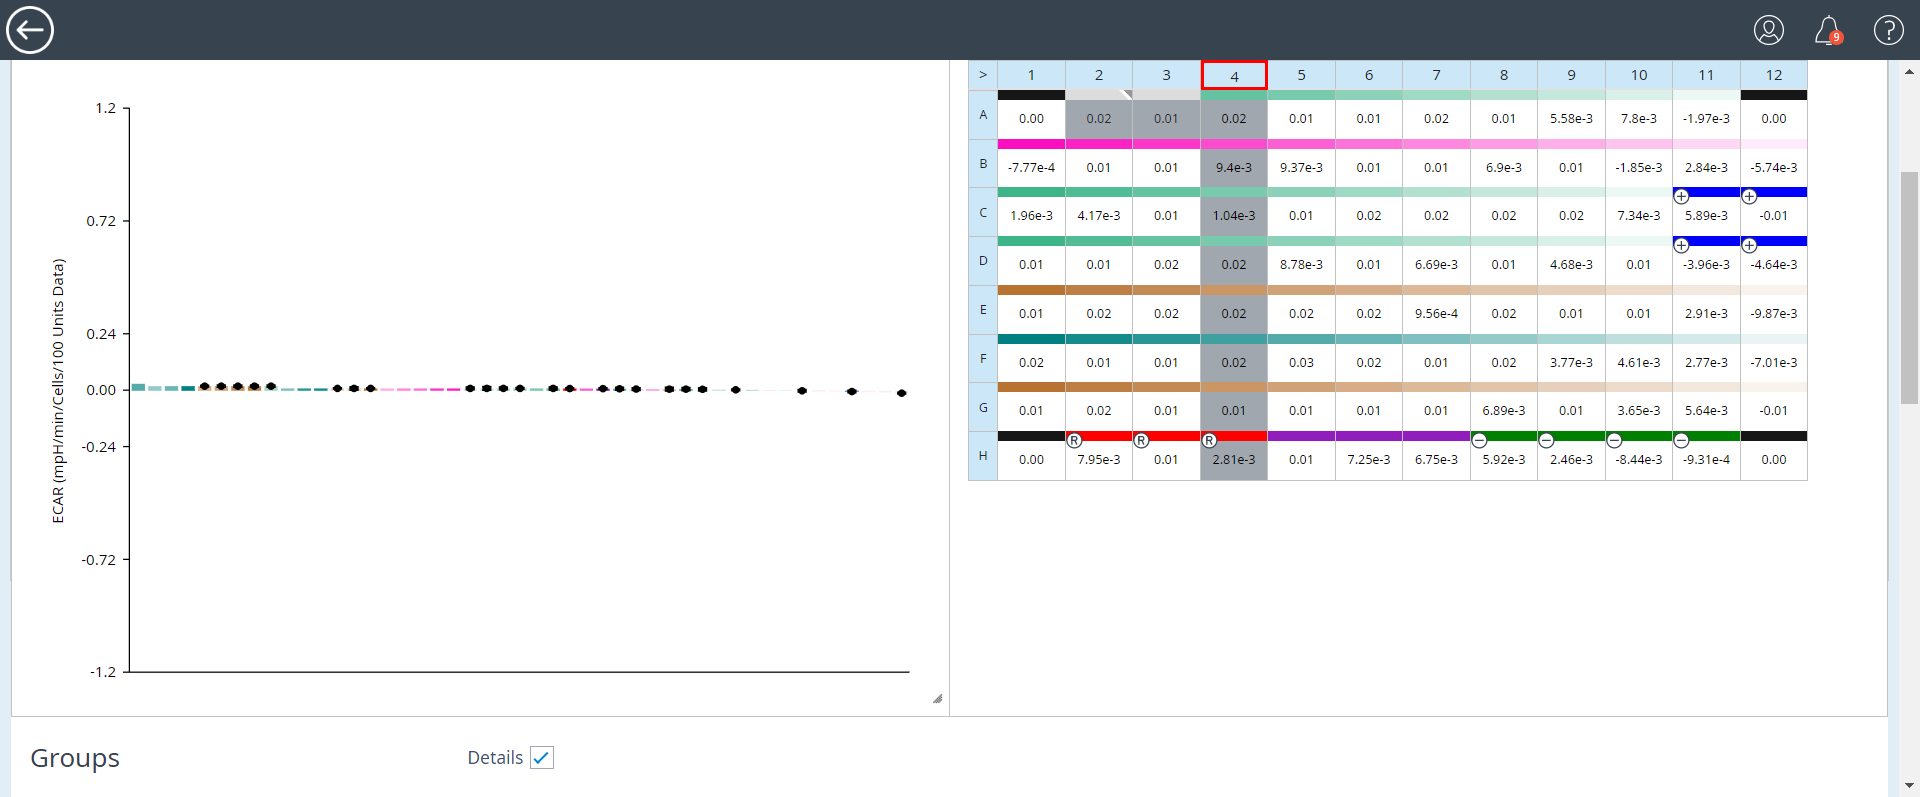 9
?
1.2
0.72
0.24
0.00
-0.24
-0.72
-1.2
ECAR (mpH/min/Cells/100 Units Data)
> 1 2 3 4 5 6 7 8 9 10 11 12
A 0.00 0.02 0.01 0.02 0.01 0.01 0.02 0.01 5.58e-3 7.8e-3 -1.97e-3 0.00
B -7.77e-4 0.01 0.01 9.4e-3 9.37e-3 0.01 0.01 6.9e-3 0.01 -1.85e-3 2.84e-3 -5.74e-3
C 1.96e-3 4.17e-3 0.01 1.04e-3 0.01 0.02 0.02 0.02 0.02 7.34e-3 5.89e-3 -0.01
D 0.01 0.01 0.02 0.02 8.78e-3 0.01 6.69e-3 0.01 4.68e-3 0.01 -3.96e-3 -4.64e-3
E 0.01 0.02 0.02 0.02 0.02 0.02 9.56e-4 0.02 0.01 0.01 2.91e-3 -9.87e-3
F 0.02 0.01 0.01 0.02 0.03 0.02 0.01 0.02 3.77e-3 4.61e-3 2.77e-3 -7.01e-3
G 0.01 0.02 0.01 0.01 0.01 0.01 0.01 6.89e-3 0.01 3.65e-3 5.64e-3 -0.01
R R R
H 0.00 7.95e-3 0.01 2.81e-3 0.01 7.25e-3 6.75e-3 5.92e-3 2.46e-3 -8.44e-3 -9.31e-4 0.00
Groups
Details